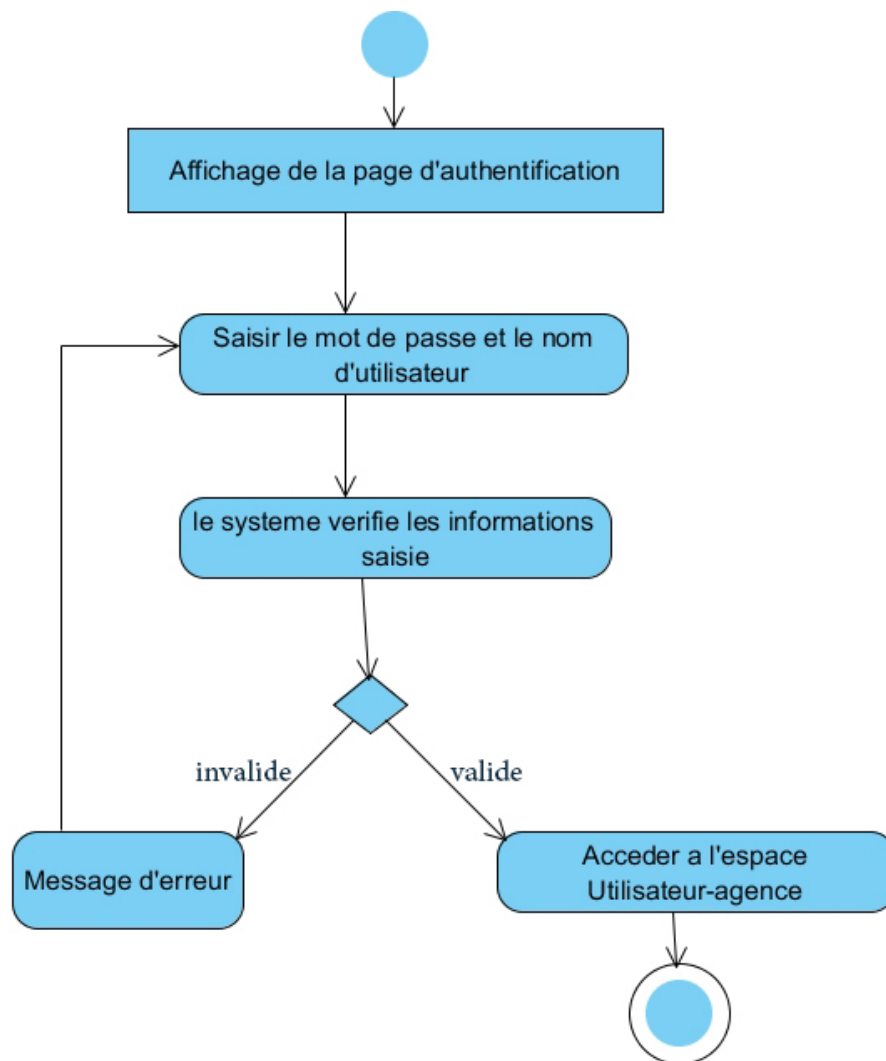 Affichage de la page d'authentification
Saisir le mot de passe et le nom
d'utilisateur
le systeme verifie les informations
saisie
invalide
valide
Message d'erreur
Acceder a l'espace
Utilisateur-agence